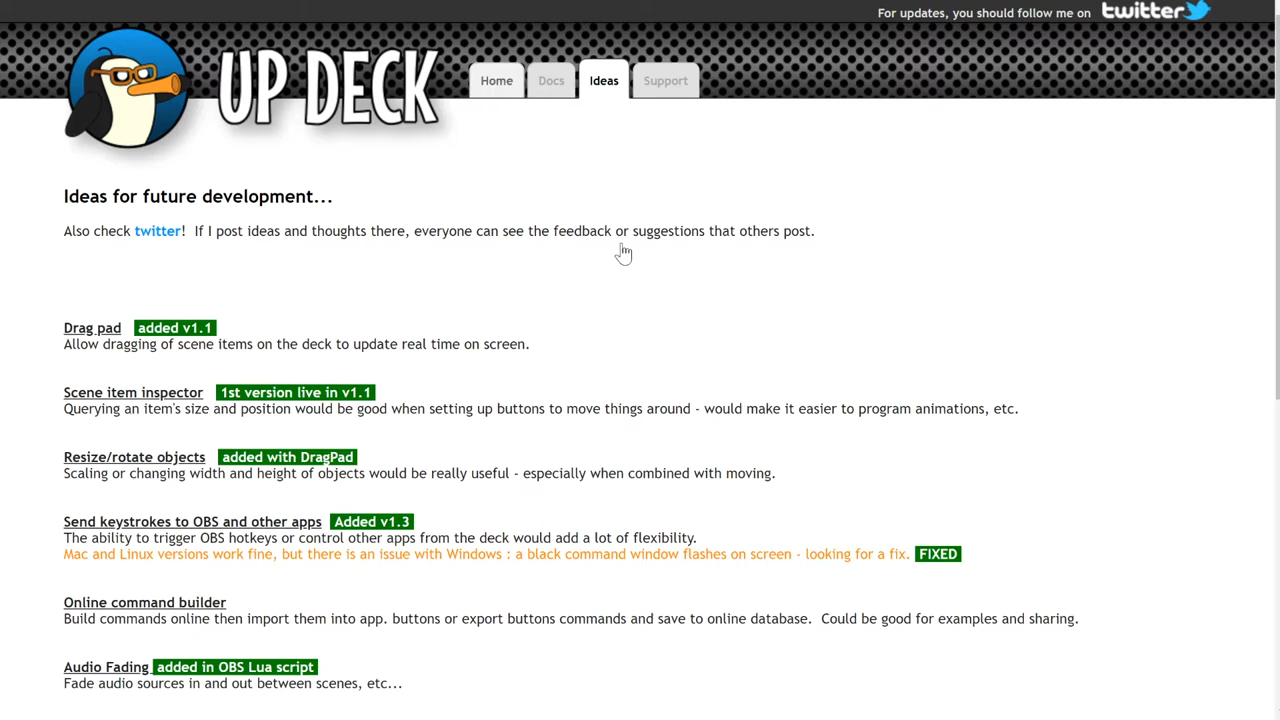 For updates, you should follow me on twitter
UP DECK
Home Docs Ideas Support
Ideas for future development...
Also check twitter! If I post ideas and thoughts there, everyone can see the feedback or suggestions that others post.
Drag pad added v1.1
Allow dragging of scene items on the deck to update real time on screen.
Scene item inspector 1st version live in v1.1
Querying an item's size and position would be good when setting up buttons to move things around - would make it easier to program animations, etc.
Resize/rotate objects added with DragPad
Scaling or changing width and height of objects would be really useful - especially when combined with moving.
Send keystrokes to OBS and other apps Added v1.3
The ability to trigger OBS hotkeys or control other apps from the deck would add a lot of flexibility.
Mac and Linux versions work fine, but there is an issue with Windows : a black command window flashes on screen - looking for a fix. FIXED
Online command builder
Build commands online then import them into app. buttons or export buttons commands and save to online database. Could be good for examples and sharing.
Audio Fading added in OBS Lua script
Fade audio sources in and out between scenes, etc...